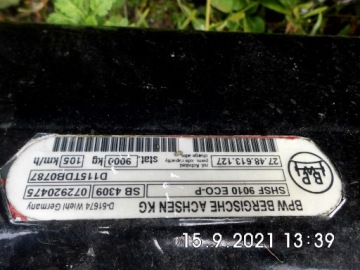 BPW BERGISCHE ACHSEN KG
D-51674 Wiehl Germany
SHSF 9010 ECO-P
SB 4309
072920475
27.48.613.127
stat. 9000 kg
105 km/h
D115TDB0787
15.9.2021 13:39